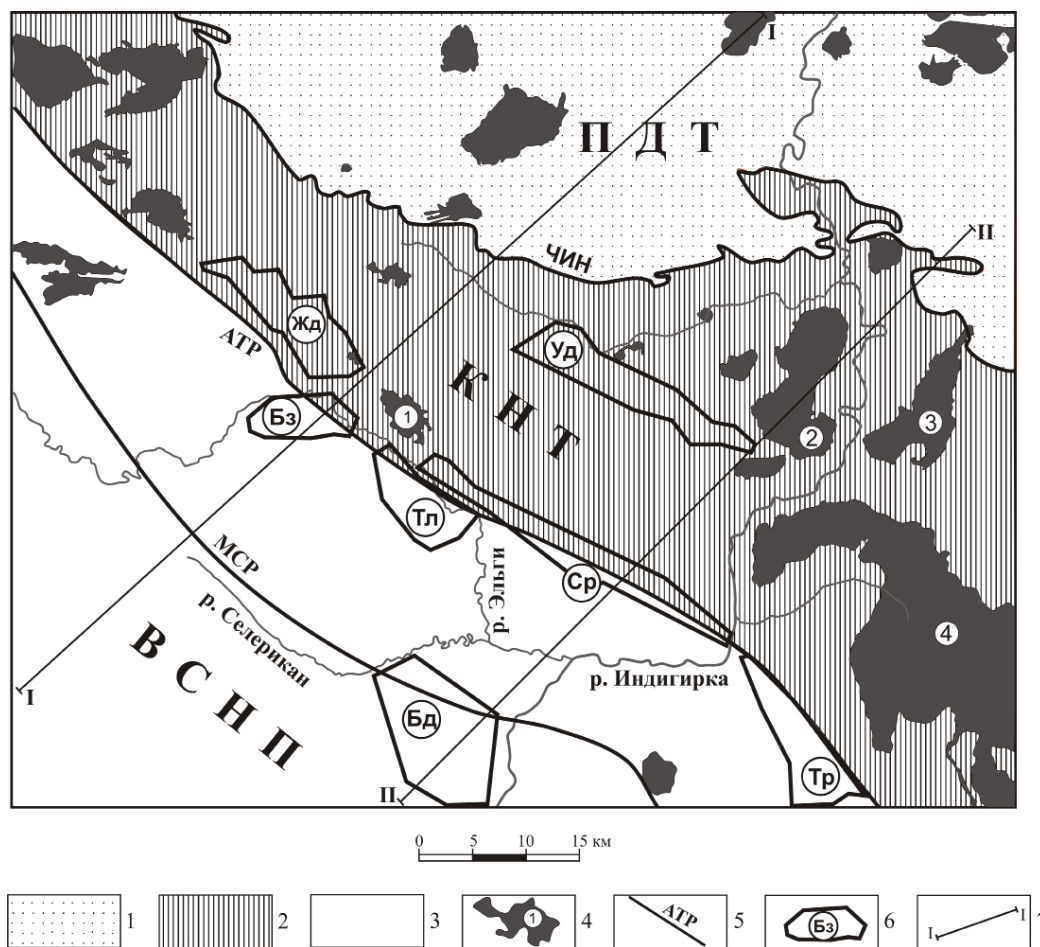 I
П Д Т
II
ЧИН
Жд
Уд
АТР
К Н Т
Бз
1
2
3
Тл
МСР
Ср
р. Эльги
р. Селерикан
4
В С Н П
р. Индигирка
I
Бд
Тр
II
0 5 10 15 км
1 2 3 1 4 АТР 5 Бз 6 I I 7